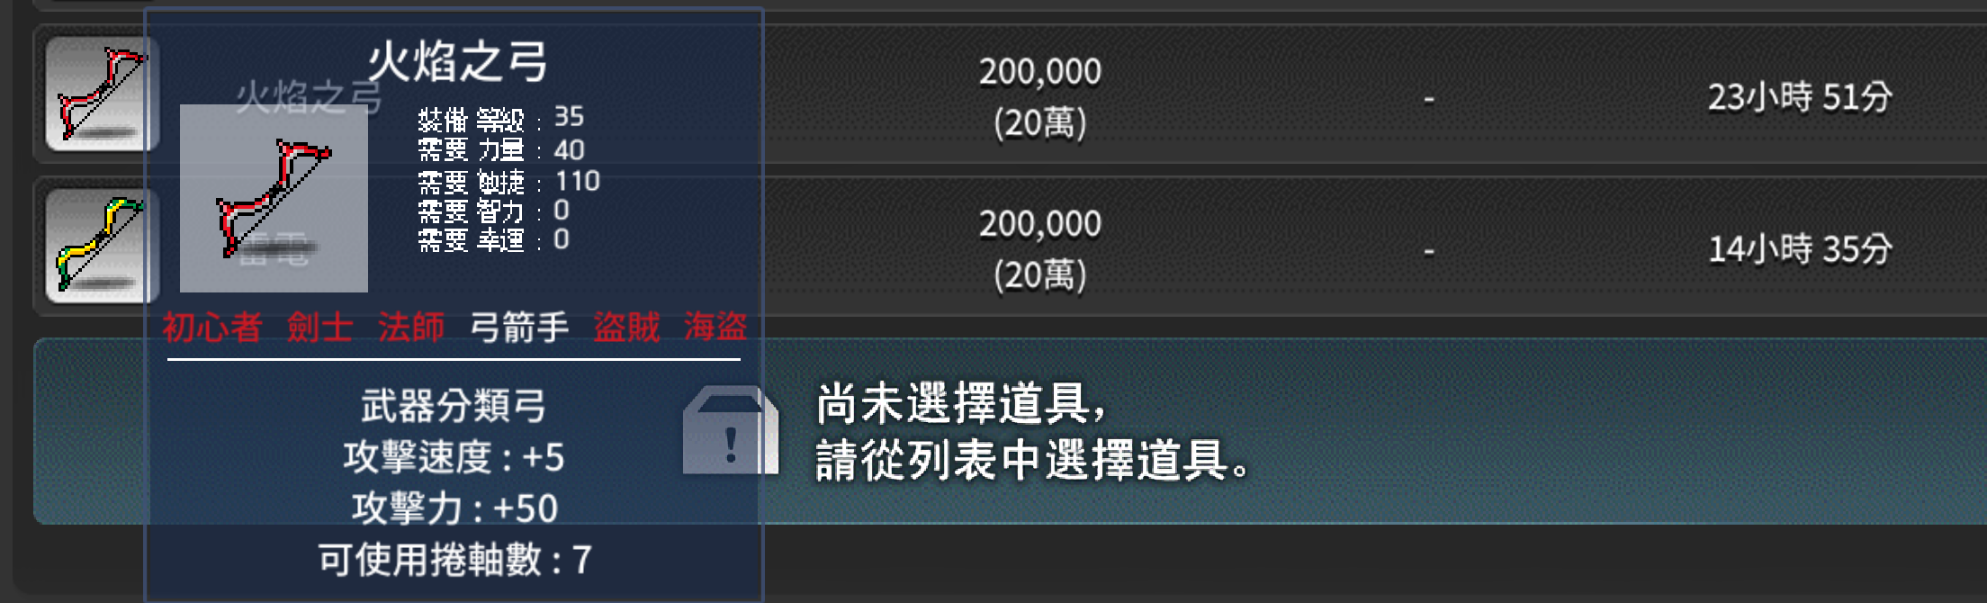 火焰之弓
火焰之弓
裝備 等級 : 35
需要 力量 : 40
需要 敏捷 : 110
需要 智力 : 0
需要 幸運 : 0
雷電
初心者 劍士 法師 弓箭手 盜賊 海盜
武器分類弓
攻擊速度 : +5
攻擊力 : +50
可使用捲軸數 : 7
200,000
(20萬)
-
23小時 51分
200,000
(20萬)
-
14小時 35分
!
尚未選擇道具,
請從列表中選擇道具。